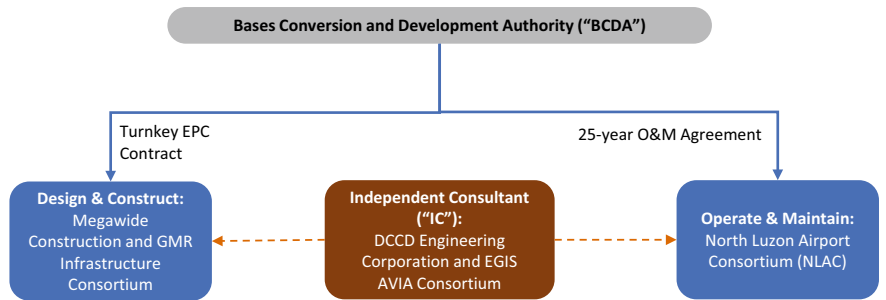 Bases Conversion and Development Authority (“BCDA”)
Turnkey EPC
Contract
25-year O&M Agreement
Design & Construct:
Megawide
Construction and GMR
Infrastructure
Consortium
Independent Consultant
(“IC”):
DCCD Engineering
Corporation and EGIS
AVIA Consortium
Operate & Maintain:
North Luzon Airport
Consortium (NLAC)